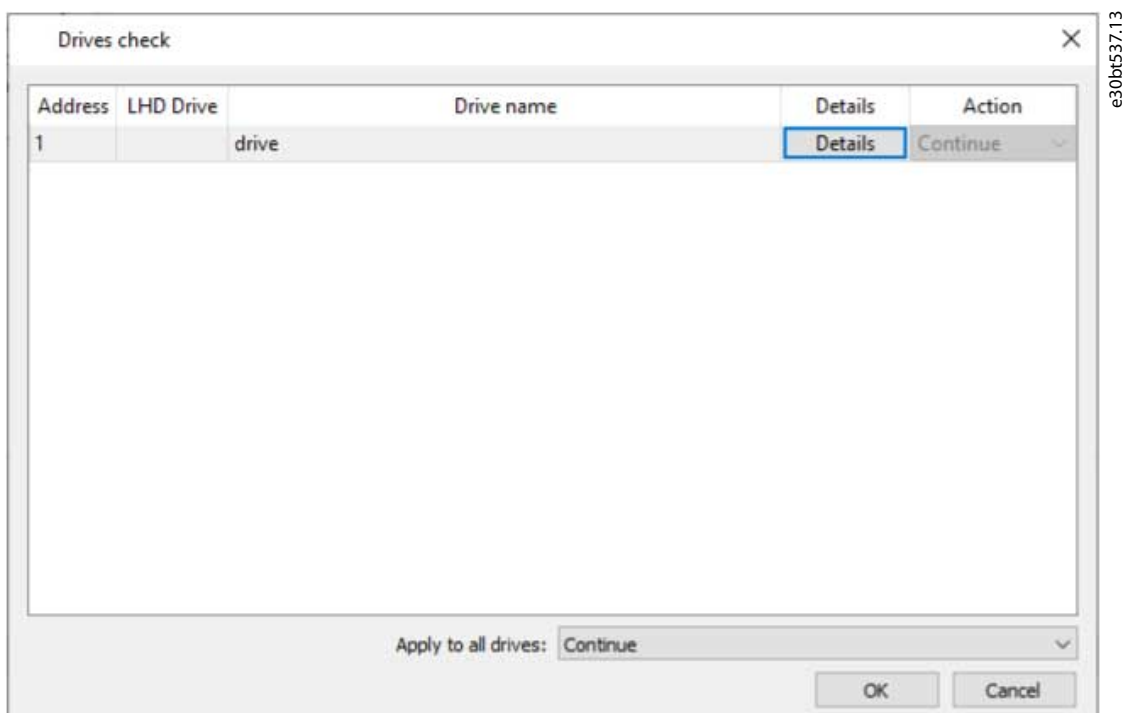 Drives check
Address LHD Drive Drive name Details Action
1 drive Details Continue
Apply to all drives: Continue
OK Cancel
e30bt537.13